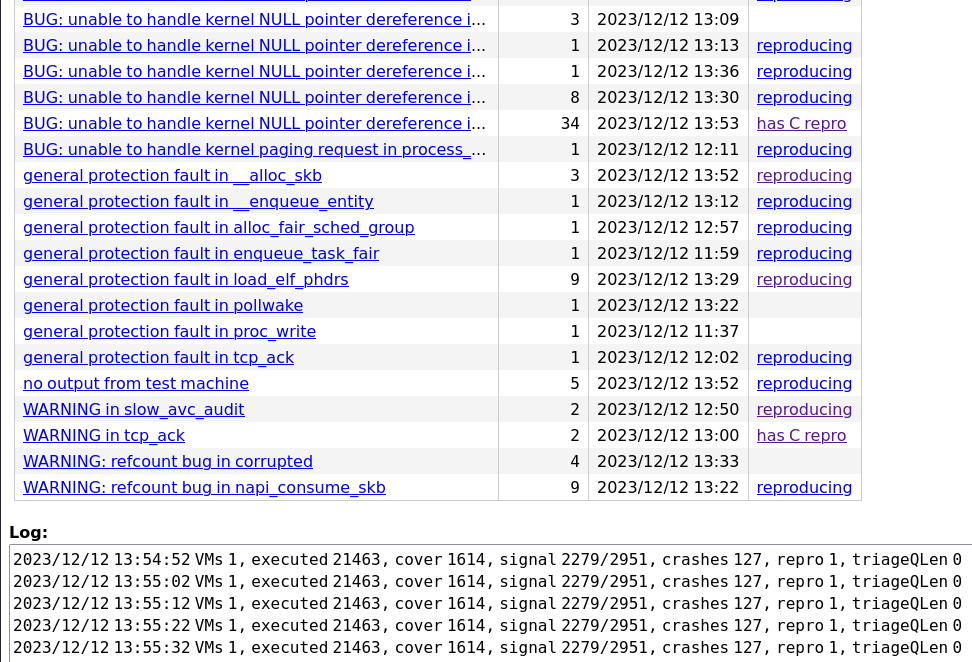 BUG: unable to handle kernel NULL pointer dereference i... 3 2023/12/12 13:09
BUG: unable to handle kernel NULL pointer dereference i... 1 2023/12/12 13:13 reproducing
BUG: unable to handle kernel NULL pointer dereference i... 1 2023/12/12 13:36 reproducing
BUG: unable to handle kernel NULL pointer dereference i... 8 2023/12/12 13:30 reproducing
BUG: unable to handle kernel NULL pointer dereference i... 34 2023/12/12 13:53 has C repro
BUG: unable to handle kernel paging request in process_... 1 2023/12/12 12:11 reproducing
general protection fault in __alloc_skb 3 2023/12/12 13:52 reproducing
general protection fault in __enqueue_entity 1 2023/12/12 13:12 reproducing
general protection fault in alloc_fair_sched_group 1 2023/12/12 12:57 reproducing
general protection fault in enqueue_task_fair 1 2023/12/12 11:59 reproducing
general protection fault in load_elf_phdrs 9 2023/12/12 13:29 reproducing
general protection fault in pollwake 1 2023/12/12 13:22
general protection fault in proc_write 1 2023/12/12 11:37
general protection fault in tcp_ack 1 2023/12/12 12:02 reproducing
no output from test machine 5 2023/12/12 13:52 reproducing
WARNING in slow_avc_audit 2 2023/12/12 12:50 reproducing
WARNING in tcp_ack 2 2023/12/12 13:00 has C repro
WARNING: refcount bug in corrupted 4 2023/12/12 13:33
WARNING: refcount bug in napi_consume_skb 9 2023/12/12 13:22 reproducing
Log:
2023/12/12 13:54:52 VMs 1, executed 21463, cover 1614, signal 2279/2951, crashes 127, repro 1, triageQLen 0
2023/12/12 13:55:02 VMs 1, executed 21463, cover 1614, signal 2279/2951, crashes 127, repro 1, triageQLen 0
2023/12/12 13:55:12 VMs 1, executed 21463, cover 1614, signal 2279/2951, crashes 127, repro 1, triageQLen 0
2023/12/12 13:55:22 VMs 1, executed 21463, cover 1614, signal 2279/2951, crashes 127, repro 1, triageQLen 0
2023/12/12 13:55:32 VMs 1, executed 21463, cover 1614, signal 2279/2951, crashes 127, repro 1, triageQLen 0